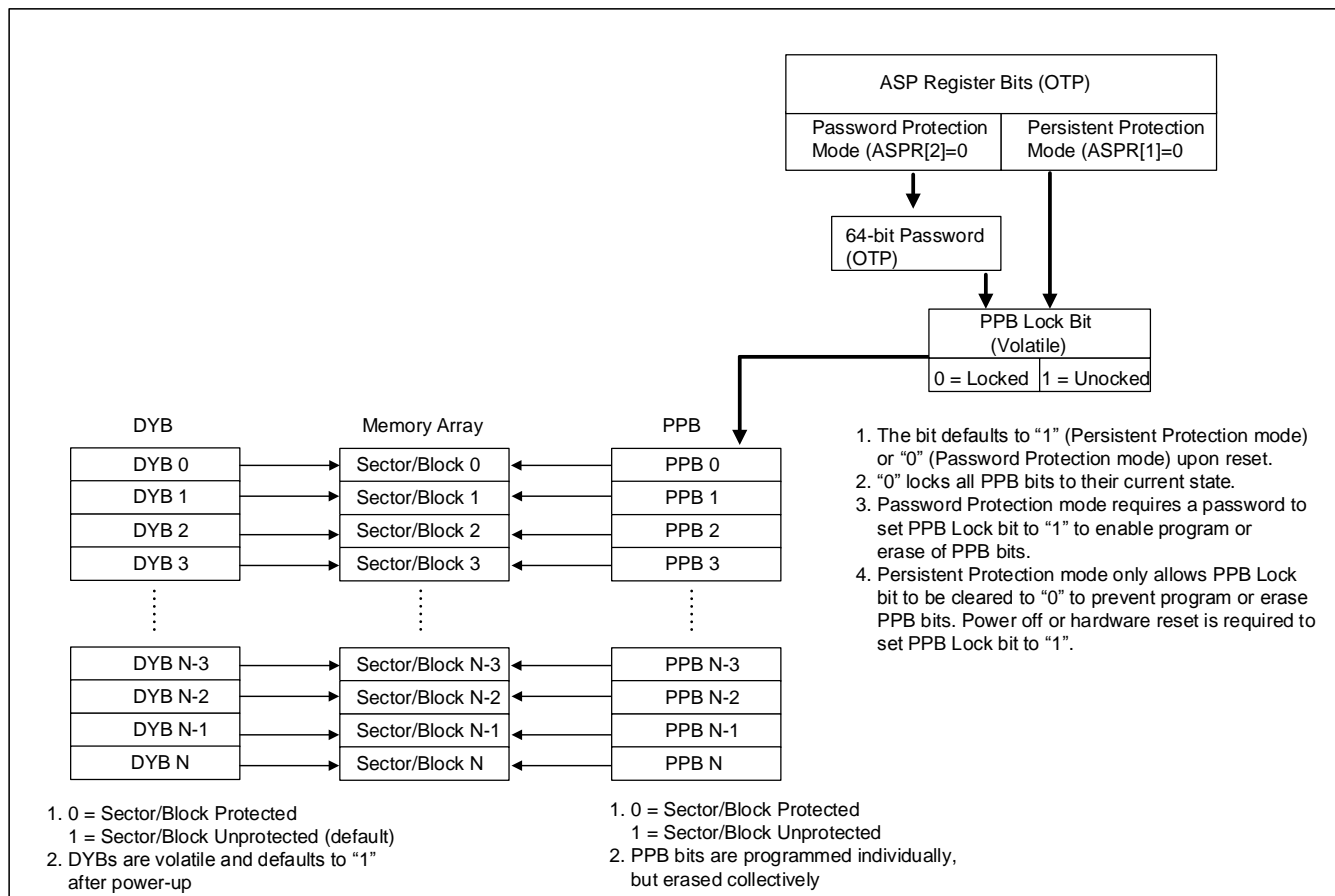 ASP Register Bits (OTP)
Password Protection
Mode (ASPR[2]=0
Persistent Protection
Mode (ASPR[1]=0
64-bit Password
(OTP)
PPB Lock Bit
(Volatile)
0 = Locked
1 = Unocked
1. The bit defaults to “1” (Persistent Protection mode)
or “0” (Password Protection mode) upon reset.
2. “0” locks all PPB bits to their current state.
3. Password Protection mode requires a password to
set PPB Lock bit to “1” to enable program or
erase of PPB bits.
4. Persistent Protection mode only allows PPB Lock
bit to be cleared to “0” to prevent program or erase
PPB bits. Power off or hardware reset is required to
set PPB Lock bit to “1”.
DYB
Memory Array
PPB
DYB 0
Sector/Block 0
PPB 0
DYB 1
Sector/Block 1
PPB 1
DYB 2
Sector/Block 2
PPB 2
DYB 3
Sector/Block 3
PPB 3
DYB N-3
Sector/Block N-3
PPB N-3
DYB N-2
Sector/Block N-2
PPB N-2
DYB N-1
Sector/Block N-1
PPB N-1
DYB N
Sector/Block N
PPB N
1. 0 = Sector/Block Protected
1 = Sector/Block Unprotected (default)
2. DYBs are volatile and defaults to “1”
after power-up
1. 0 = Sector/Block Protected
1 = Sector/Block Unprotected
2. PPB bits are programmed individually,
but erased collectively